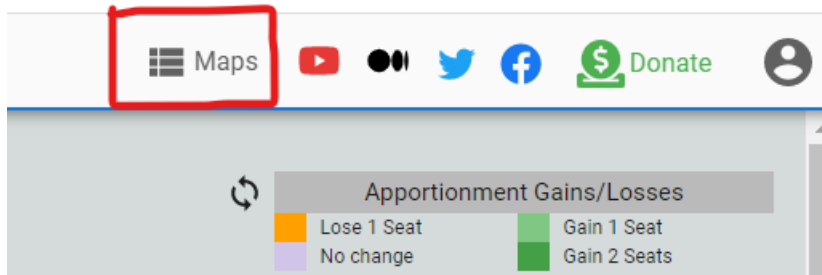 Maps
Donate
Apportionment Gains/Losses
Lose 1 Seat
Gain 1 Seat
No change
Gain 2 Seats